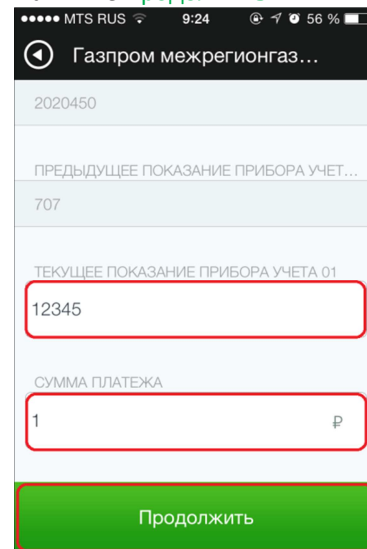 MTS RUS 9:24 56 %
Газпром межрегионгаз...
2020450
ПРЕДЫДУЩЕЕ ПОКАЗАНИЕ ПРИБОРА УЧЕТ...
707
ТЕКУЩЕЕ ПОКАЗАНИЕ ПРИБОРА УЧЕТА 01
12345
СУММА ПЛАТЕЖА
1 ₽
Продолжить